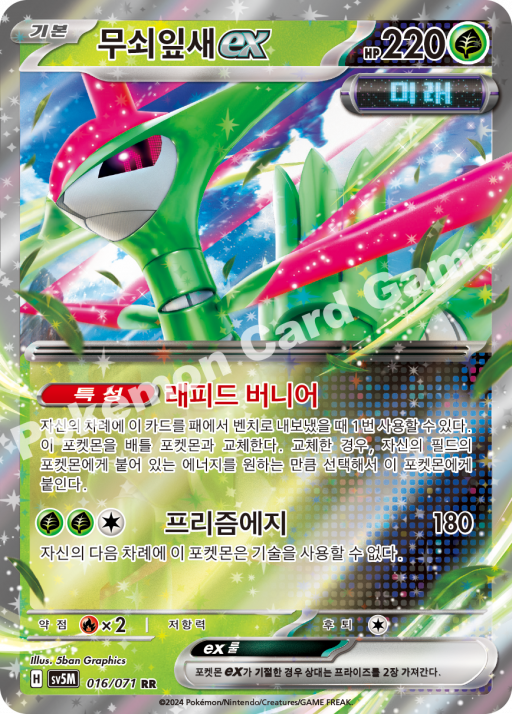 기본 무쇠잎새 ex HP 220
미래
Pokémon Card Game
특성 래피드 버니어
자신의 차례에 이 카드를 패에서 벤치로 내보냈을 때 1번 사용할 수 있다.
이 포켓몬을 배틀 포켓몬과 교체한다. 교체한 경우, 자신의 필드의
포켓몬에게 붙어 있는 에너지를 원하는 만큼 선택해서 이 포켓몬에게
붙인다.
프리즘에지 180
자신의 다음 차례에 이 포켓몬은 기술을 사용할 수 없다.
약점 ×2 저항력 후퇴
ex 룰
포켓몬 ex가 기절한 경우 상대는 프라이즈를 2장 가져간다.
Illus. 5ban Graphics
H SV5M 016/071 RR
©2024 Pokémon/Nintendo/Creatures/GAME FREAK.